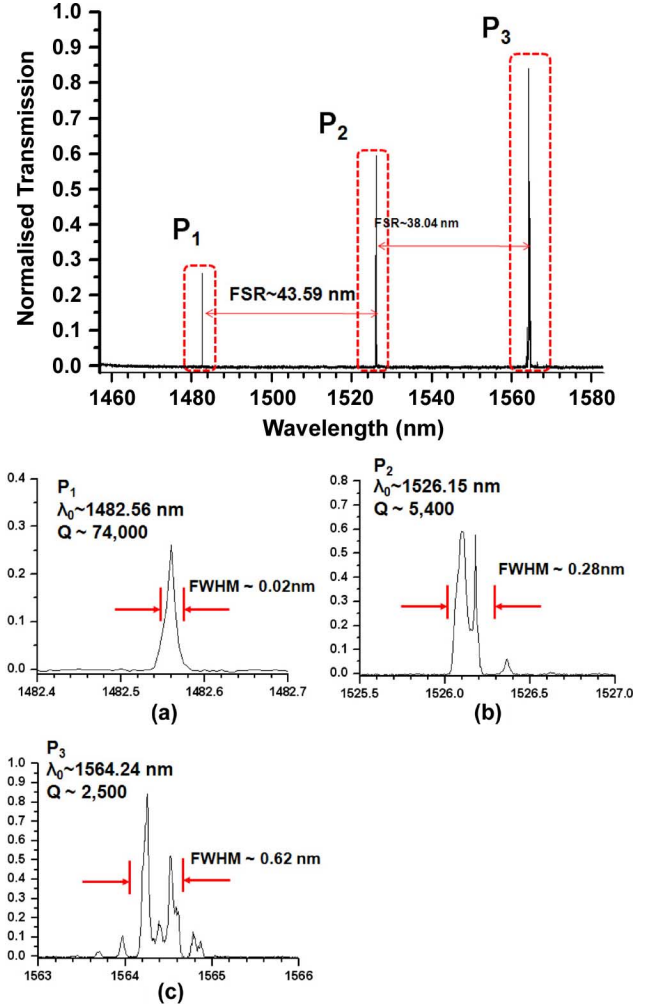 1.0
0.9
0.8
0.7
0.6
0.5
0.4
0.3
0.2
0.1
0.0
Normalised Transmission
P1
P2
P3
FSR~38.04 nm
FSR~43.59 nm
1460 1480 1500 1520 1540 1560 1580
Wavelength (nm)
0.4
0.3
0.2
0.1
0.0
P1
λ0~1482.56 nm
Q ~ 74,000
FWHM ~ 0.02nm
1482.4 1482.5 1482.6 1482.7
(a)
0.8
0.7
0.6
0.5
0.4
0.3
0.2
0.1
0.0
P2
λ0~1526.15 nm
Q ~ 5,400
FWHM ~ 0.28nm
1525.5 1526.0 1526.5 1527.0
(b)
1.0
0.9
0.8
0.7
0.6
0.5
0.4
0.3
0.2
0.1
0.0
P3
λ0~1564.24 nm
Q ~ 2,500
FWHM ~ 0.62 nm
1563 1564 1565 1566
(c)